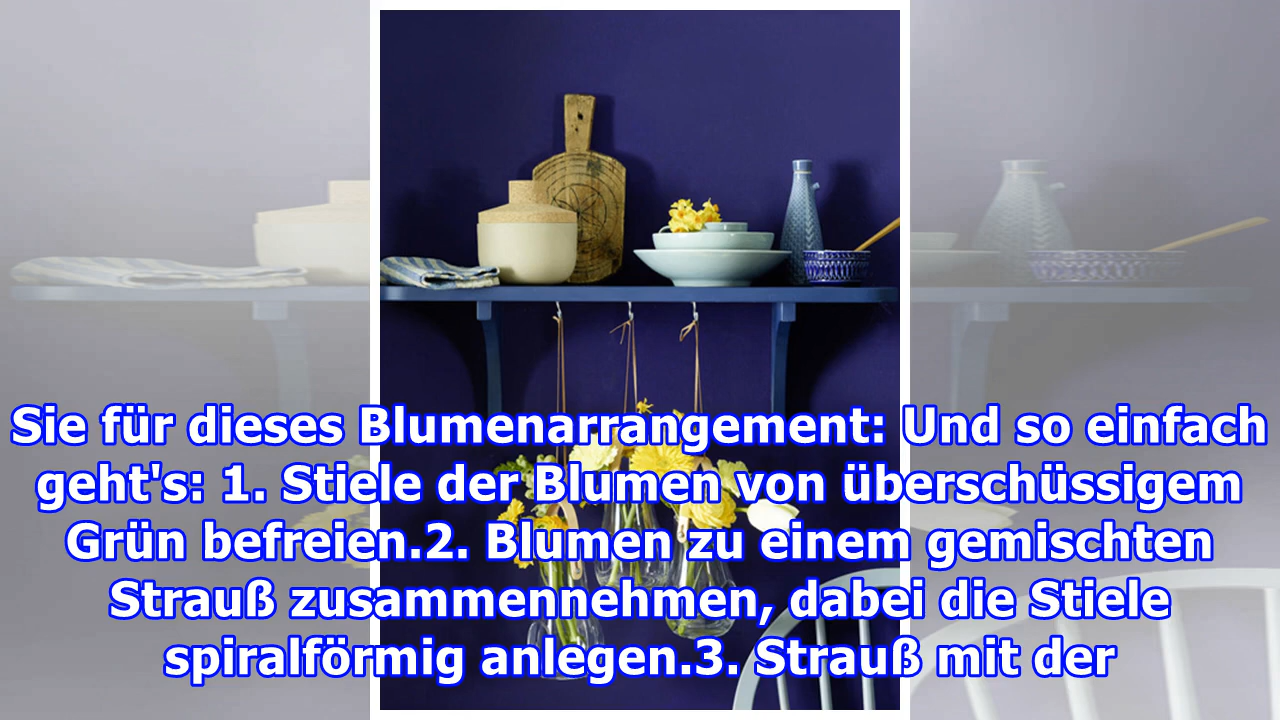 Sie für dieses Blumenarrangement: Und so einfach
geht's: 1. Stiele der Blumen von überschüssigem
Grün befreien.2. Blumen zu einem gemischten
Strauß zusammennehmen, dabei die Stiele
spiralförmig anlegen.3. Strauß mit der